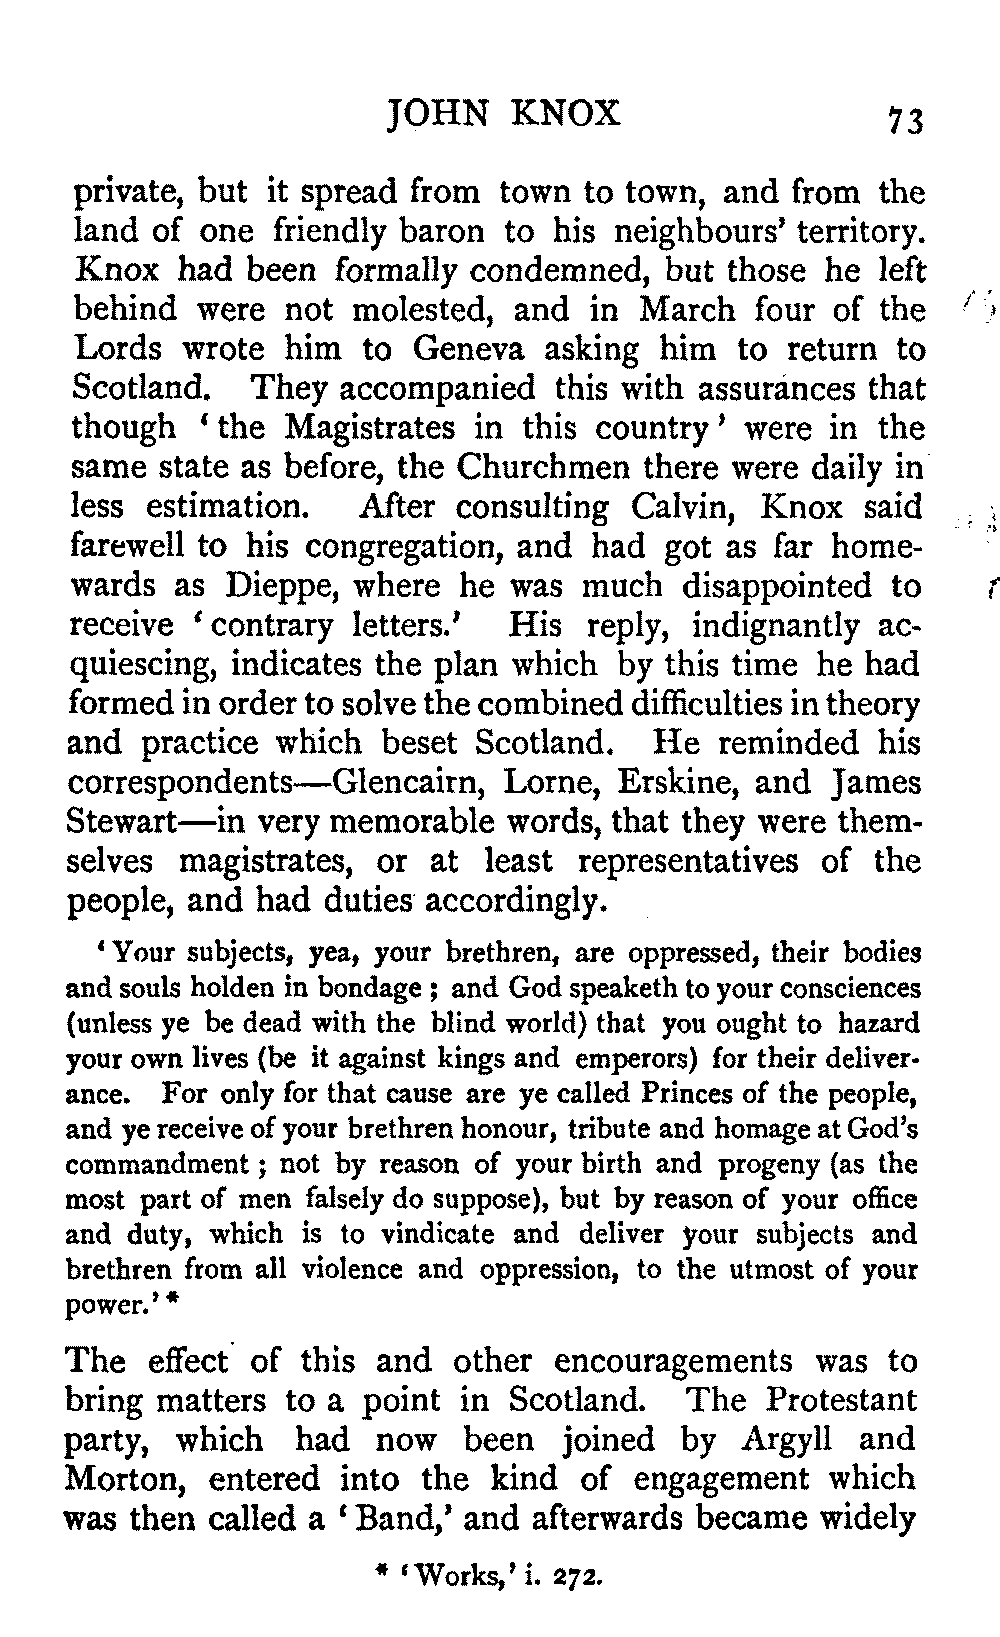 JOHN KNOX 73
private, but it spread from town to town, and from the
land of one friendly baron to his neighbours' territory.
Knox had been formally condemned, but those he left
behind were not molested, and in March four of the
Lords wrote him to Geneva asking him to return to
Scotland. They accompanied this with assurances that
though ‘ the Magistrates in this country ’ were in the
same state as before, the Churchmen there were daily in
less estimation. After consulting Calvin, Knox said
farewell to his congregation, and had got as far home-
wards as Dieppe, where he was much disappointed to
receive ‘ contrary letters.’ His reply, indignantly ac-
quiescing, indicates the plan which by this time he had
formed in order to solve the combined difficulties in theory
and practice which beset Scotland. He reminded his
correspondents—Glencairn, Lorne, Erskine, and James
Stewart—in very memorable words, that they were them-
selves magistrates, or at least representatives of the
people, and had duties accordingly.
‘ Your subjects, yea, your brethren, are oppressed, their bodies
and souls holden in bondage ; and God speaketh to your consciences
(unless ye be dead with the blind world) that you ought to hazard
your own lives (be it against kings and emperors) for their deliver-
ance. For only for that cause are ye called Princes of the people,
and ye receive of your brethren honour, tribute and homage at God's
commandment ; not by reason of your birth and progeny (as the
most part of men falsely do suppose), but by reason of your office
and duty, which is to vindicate and deliver your subjects and
brethren from all violence and oppression, to the utmost of your
power.’ *
The effect of this and other encouragements was to
bring matters to a point in Scotland. The Protestant
party, which had now been joined by Argyll and
Morton, entered into the kind of engagement which
was then called a ‘ Band,’ and afterwards became widely
* ‘ Works,’ i. 272.